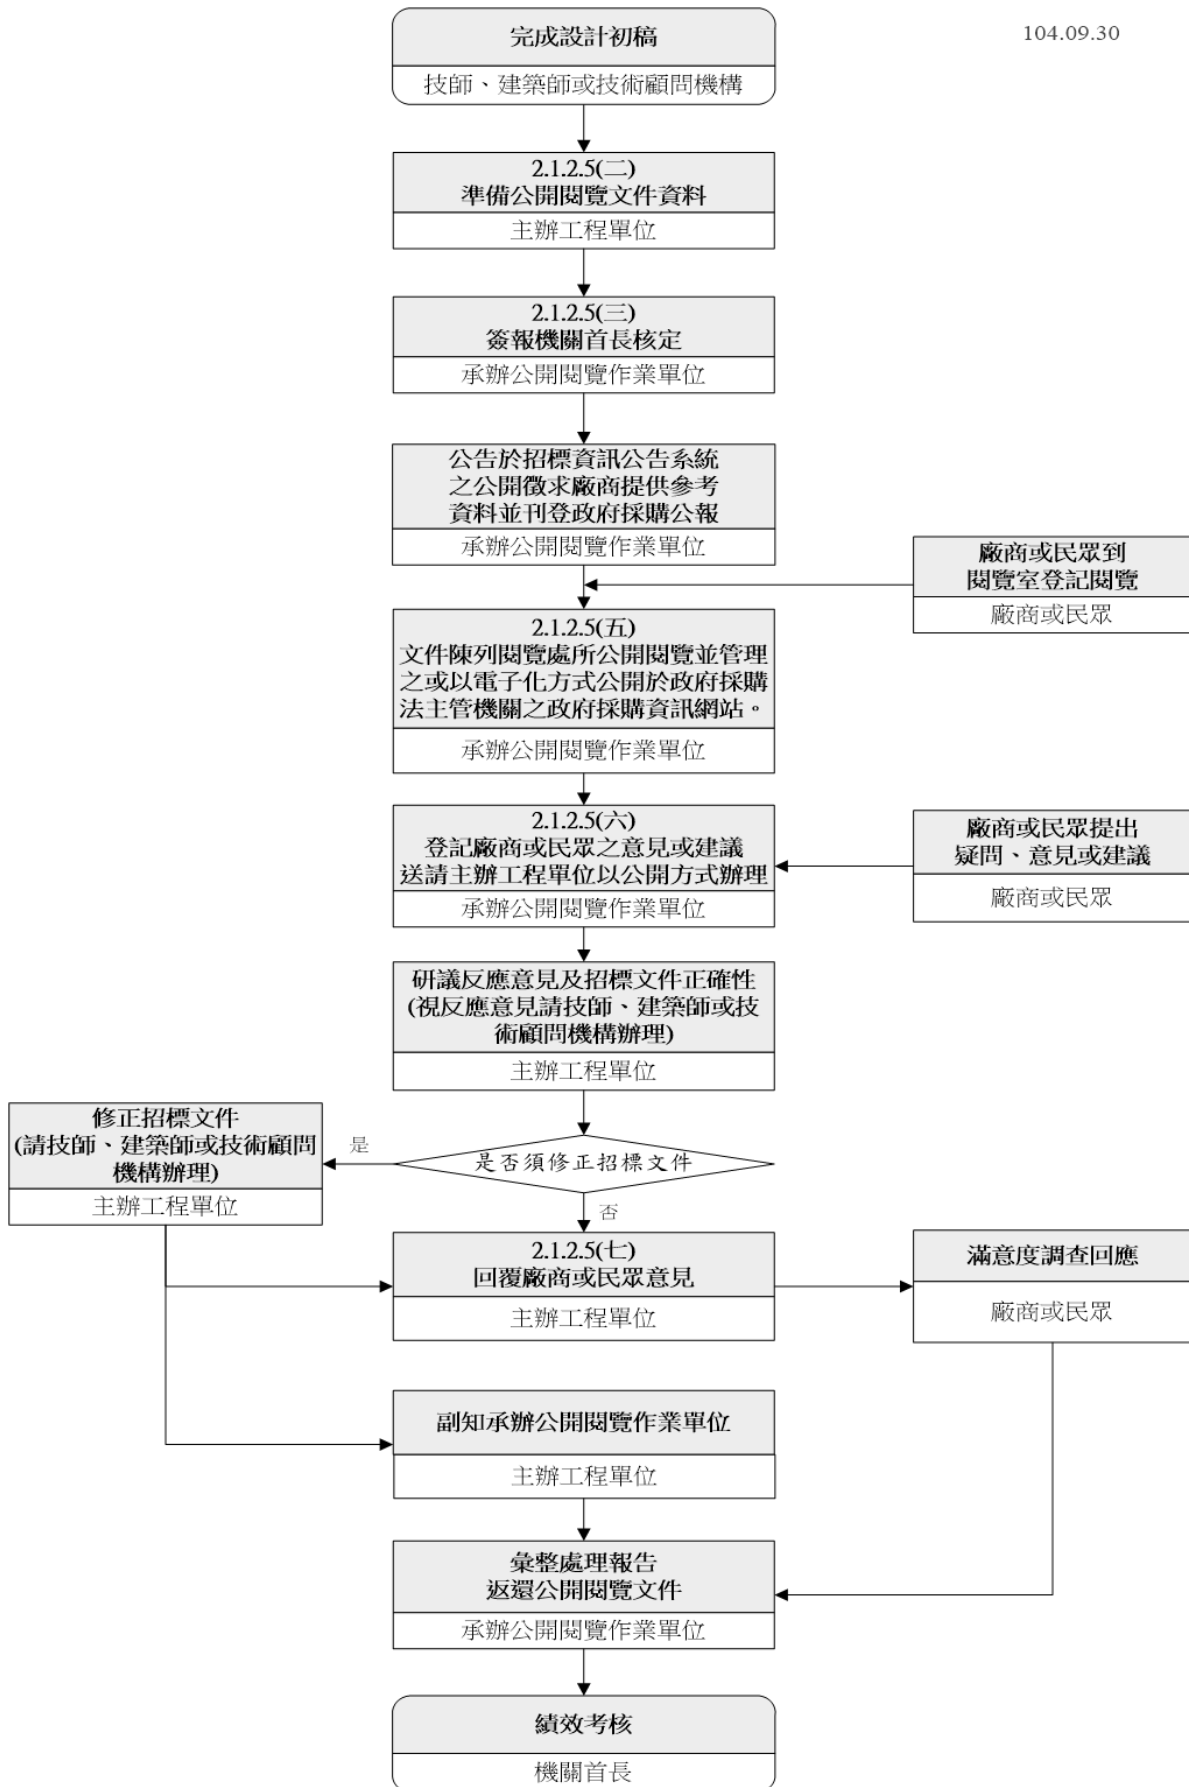 104.09.30
完成設計初稿
技師、建築師或技術顧問機構
2.1.2.5(二)
準備公開閱覽文件資料
主辦工程單位
2.1.2.5(三)
簽報機關首長核定
承辦公開閱覽作業單位
公告於招標資訊公告系統
之公開徵求廠商提供參考
資料並刊登政府採購公報
承辦公開閱覽作業單位
廠商或民眾到
閱覽室登記閱覽
廠商或民眾
2.1.2.5(五)
文件陳列閱覽處所公開閱覽並管理
之或以電子化方式公開於政府採購
法主管機關之政府採購資訊網站。
承辦公開閱覽作業單位
2.1.2.5(六)
登記廠商或民眾之意見或建議
送請主辦工程單位以公開方式辦理
承辦公開閱覽作業單位
廠商或民眾提出
疑問、意見或建議
廠商或民眾
研議反應意見及招標文件正確性
(視反應意見請技師、建築師或技
術顧問機構辦理)
主辦工程單位
是否須修正招標文件
是
修正招標文件
(請技師、建築師或技術顧問
機構辦理)
主辦工程單位
否
2.1.2.5(七)
回覆廠商或民眾意見
主辦工程單位
滿意度調查回應
廠商或民眾
副知承辦公開閱覽作業單位
主辦工程單位
彙整處理報告
返還公開閱覽文件
承辦公開閱覽作業單位
績效考核
機關首長